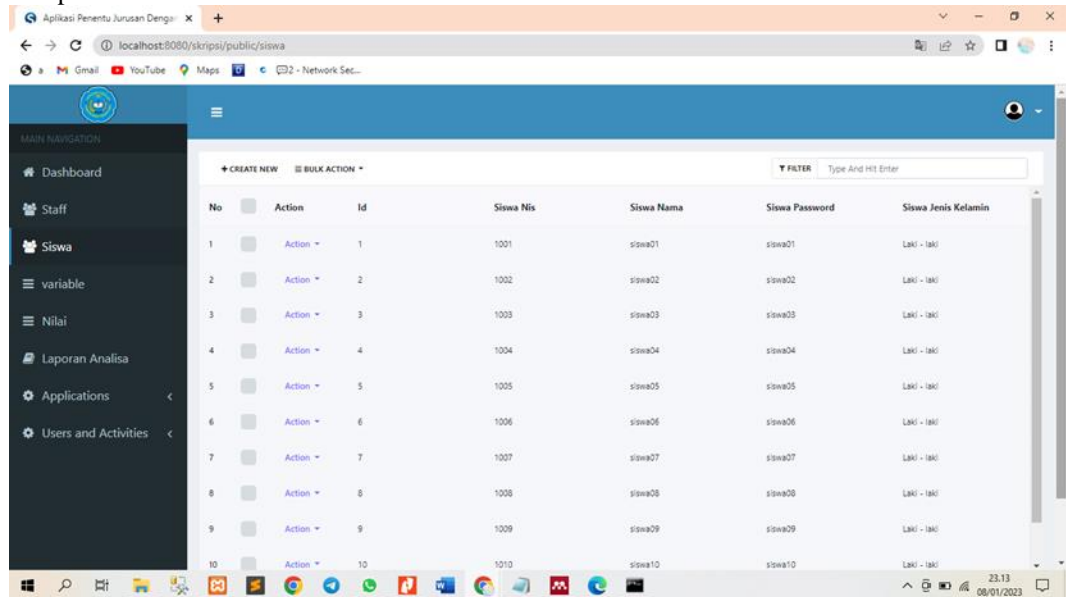 Aplikasi Penentu Jurusan Denga
localhost:8080/skripsi/public/siswa
a Gmail YouTube Maps 2 - Network Sec...
MAIN NAVIGATION
Dashboard
Staff
Siswa
variable
Nilai
Laporan Analisa
Applications
Users and Activities
+ CREATE NEW BULK ACTION
FILTER Type And Hit Enter
No Action Id Siswa Nis Siswa Nama Siswa Password Siswa Jenis Kelamin
1 Action 1 1001 siswa01 siswa01 Laki - laki
2 Action 2 1002 siswa02 siswa02 Laki - laki
3 Action 3 1003 siswa03 siswa03 Laki - laki
4 Action 4 1004 siswa04 siswa04 Laki - laki
5 Action 5 1005 siswa05 siswa05 Laki - laki
6 Action 6 1006 siswa06 siswa06 Laki - laki
7 Action 7 1007 siswa07 siswa07 Laki - laki
8 Action 8 1008 siswa08 siswa08 Laki - laki
9 Action 9 1009 siswa09 siswa09 Laki - laki
10 Action 10 1010 siswa10 siswa10 Laki - laki
23.13
08/01/2023